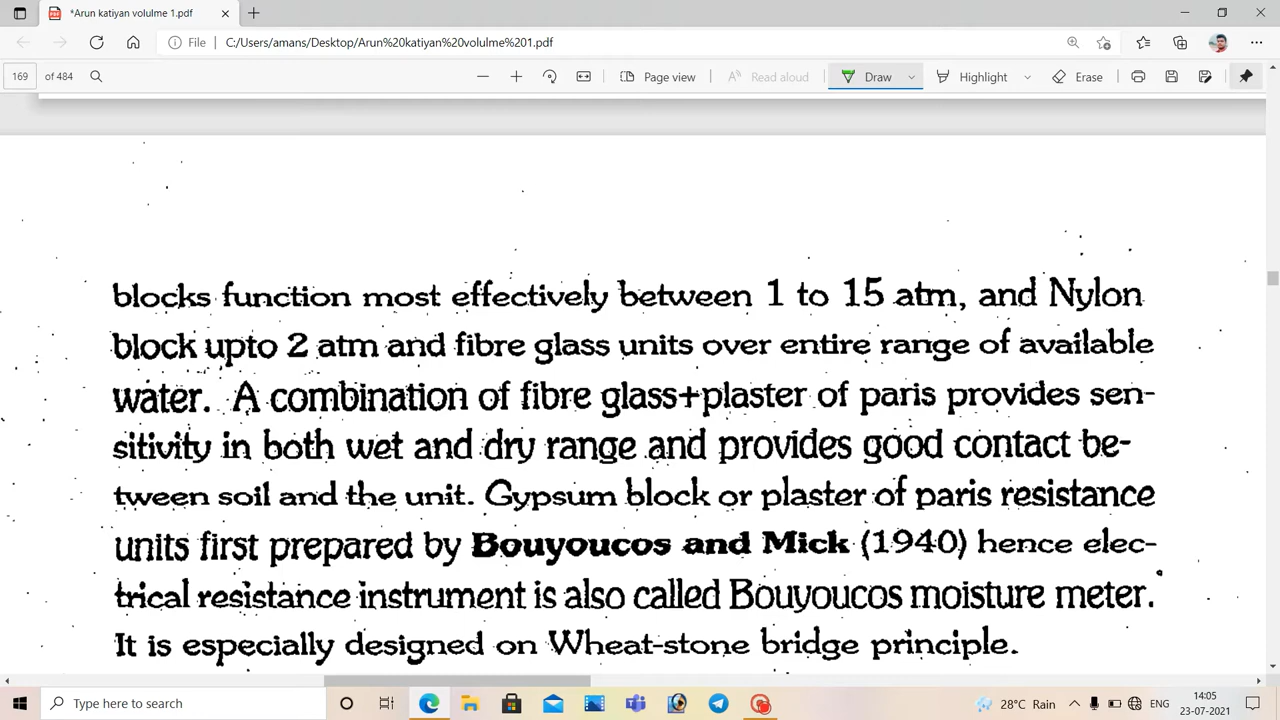 *Arun katiyan volulme 1.pdf
File C:/Users/amans/Desktop/Arun%20katiyan%20volulme%201.pdf
169 of 484 Page view Read aloud Draw Highlight Erase
blocks function most effectively between 1 to 15 atm, and Nylon
block upto 2 atm and fibre glass units over entire range of available
water. A combination of fibre glass+plaster of paris provides sen-
sitivity in both wet and dry range and provides good contact be-
tween soil and the unit. Gypsum block or plaster of paris resistance
units first prepared by Bouyoucos and Mick (1940) hence elec-
trical resistance instrument is also called Bouyoucos moisture meter.
It is especially designed on Wheat-stone bridge principle.
Type here to search 28°C Rain ENG 14:05
23-07-2021